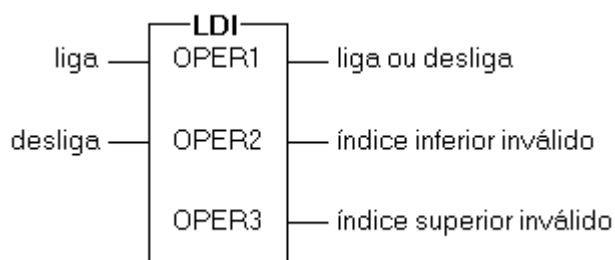 LDI
liga OPER1 liga ou desliga
desliga OPER2 índice inferior inválido
OPER3 índice superior inválido